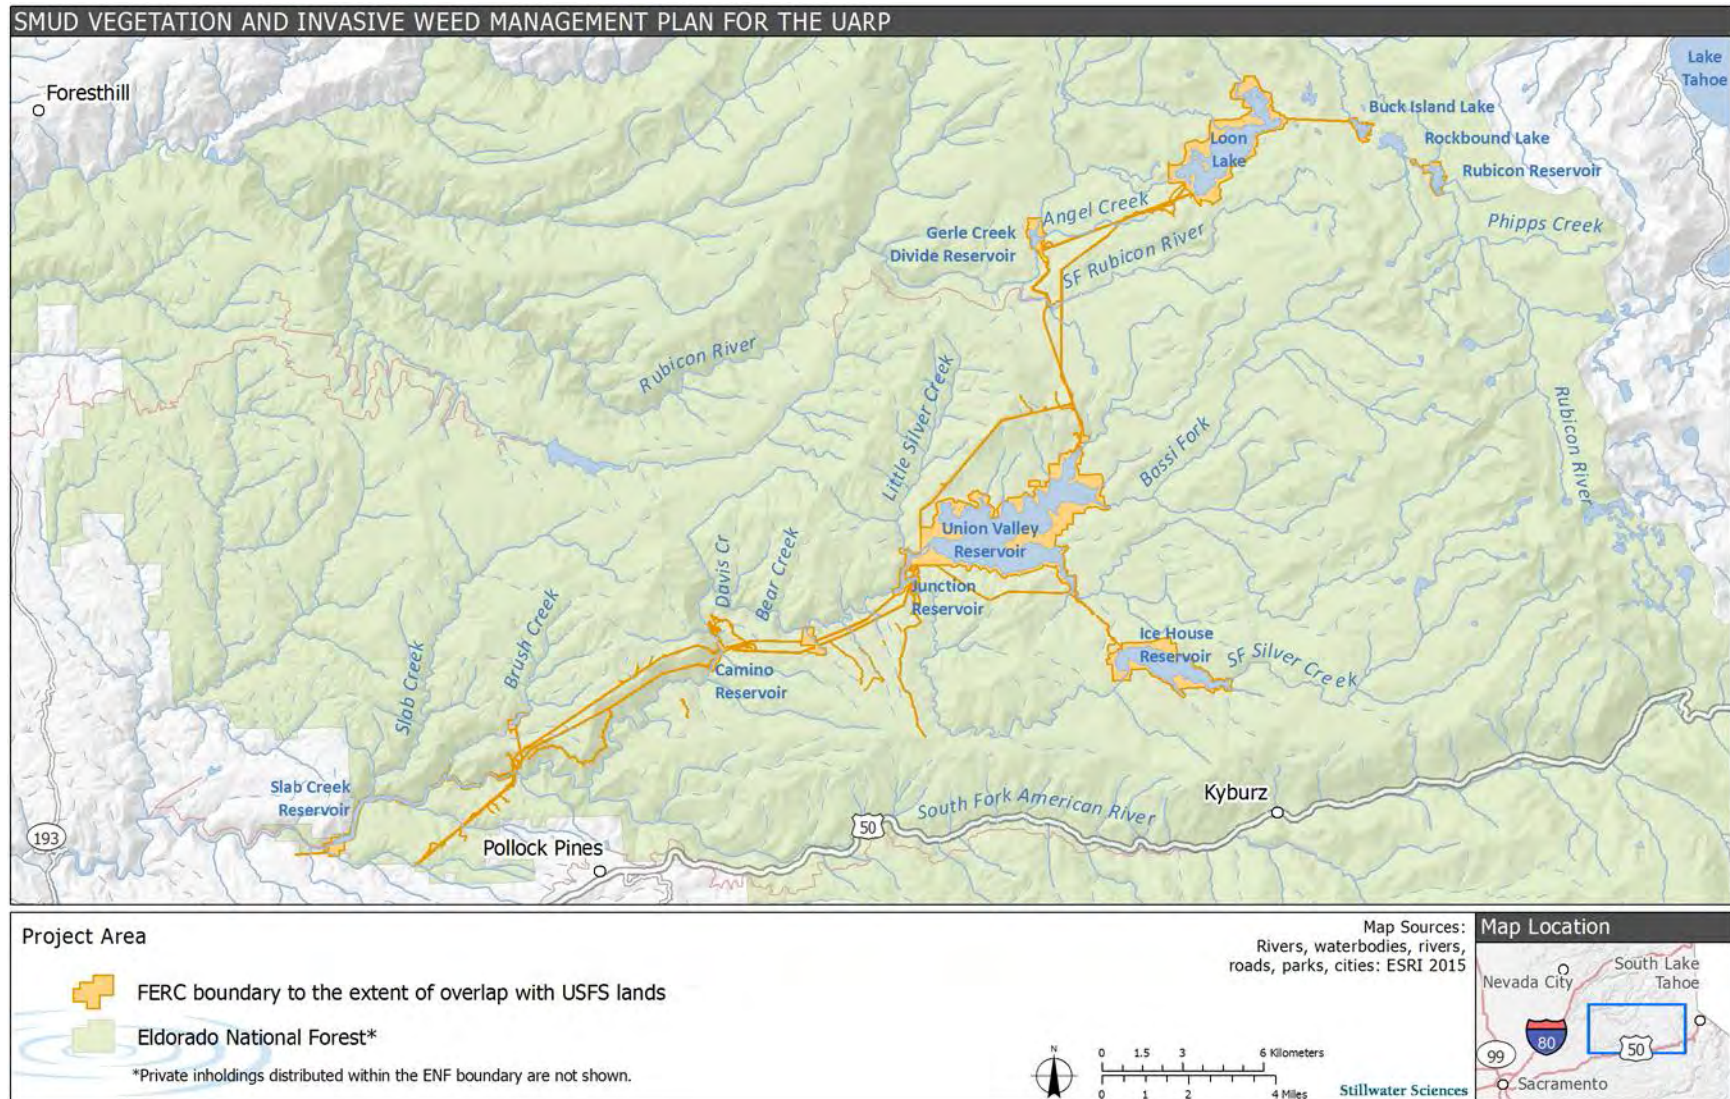 SMUD VEGETATION AND INVASIVE WEED MANAGEMENT PLAN FOR THE UARP
Foresthill
Lake
Tahoe
Buck Island Lake
Loon
Lake
Rockbound Lake
Rubicon Reservoir
Angel Creek
Phipps Creek
Gerle Creek
Divide Reservoir
SF Rubicon River
Rubicon River
Little Silver Creek
Rubicon River
Bassi Fork
Union Valley
Reservoir
Davis Cr
Bear Creek
Junction
Reservoir
Brush Creek
Ice House
Reservoir
SF Silver Creek
Slab Creek
Camino
Reservoir
Slab Creek
Reservoir
Kyburz
South Fork American River
193
50
Pollock Pines
Project Area
FERC boundary to the extent of overlap with USFS lands
Eldorado National Forest*
*Private inholdings distributed within the ENF boundary are not shown.
Map Sources:
Rivers, waterbodies, rivers,
roads, parks, cities: ESRI 2015
N
0 1.5 3 6 Kilometers
0 1 2 4 Miles
Stillwater Sciences
Map Location
Nevada City
South Lake
Tahoe
80
50
99
Sacramento